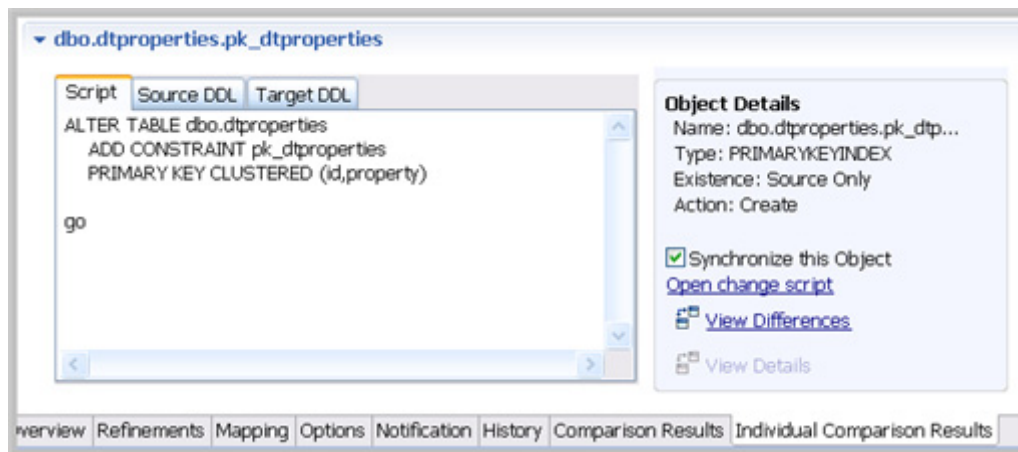 dbo.dtproperties.pk_dtproperties
Script Source DDL Target DDL
ALTER TABLE dbo.dtproperties
ADD CONSTRAINT pk_dtproperties
PRIMARY KEY CLUSTERED (id,property)
go
Object Details
Name: dbo.dtproperties.pk_dtp...
Type: PRIMARYKEYINDEX
Existence: Source Only
Action: Create
Synchronize this Object
Open change script
View Differences
View Details
verview Refinements Mapping Options Notification History Comparison Results Individual Comparison Results